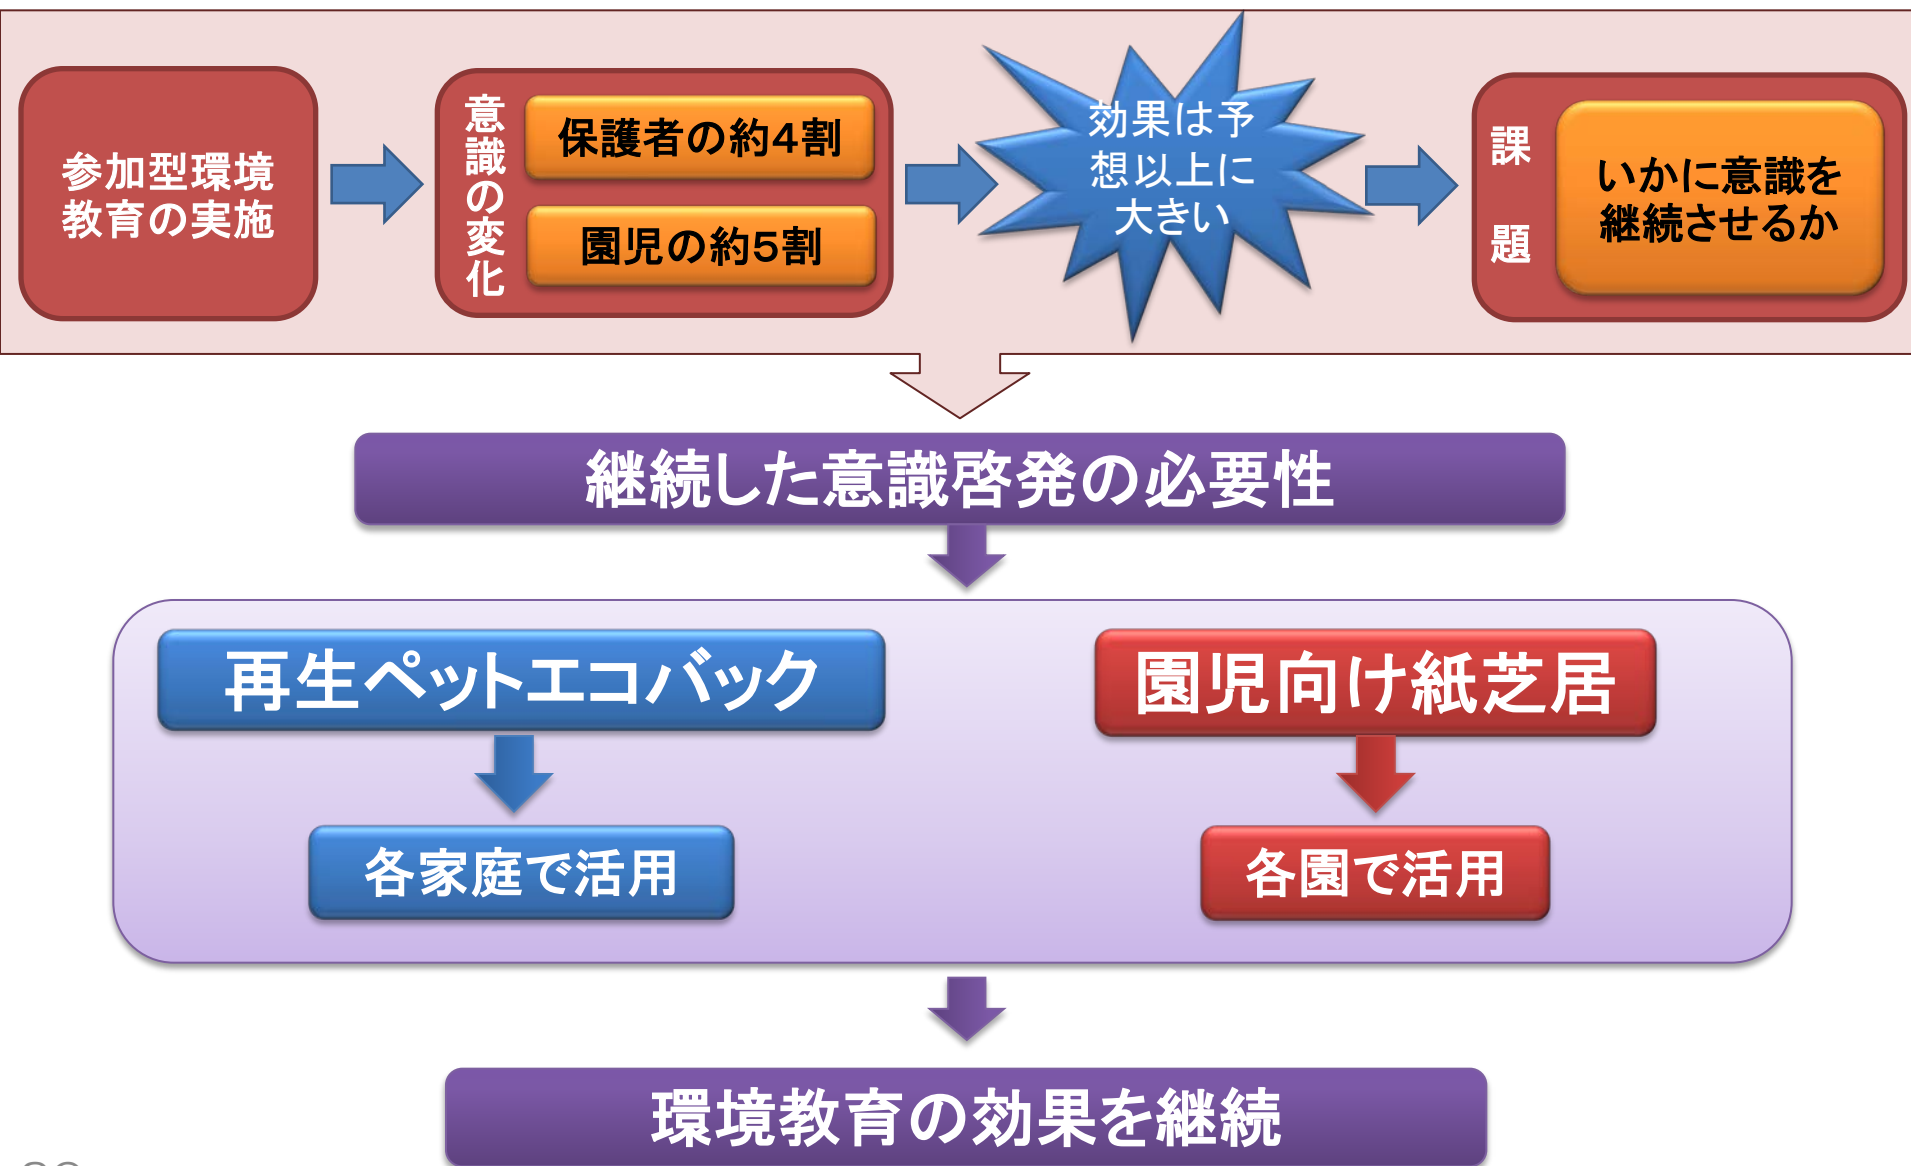 参加型環境
教育の実施
意識の変化
保護者の約4割
園児の約5割
効果は予
想以上に
大きい
課
題
いかに意識を
継続させるか
継続した意識啓発の必要性
再生ペットエコバック
園児向け紙芝居
各家庭で活用
各園で活用
環境教育の効果を継続